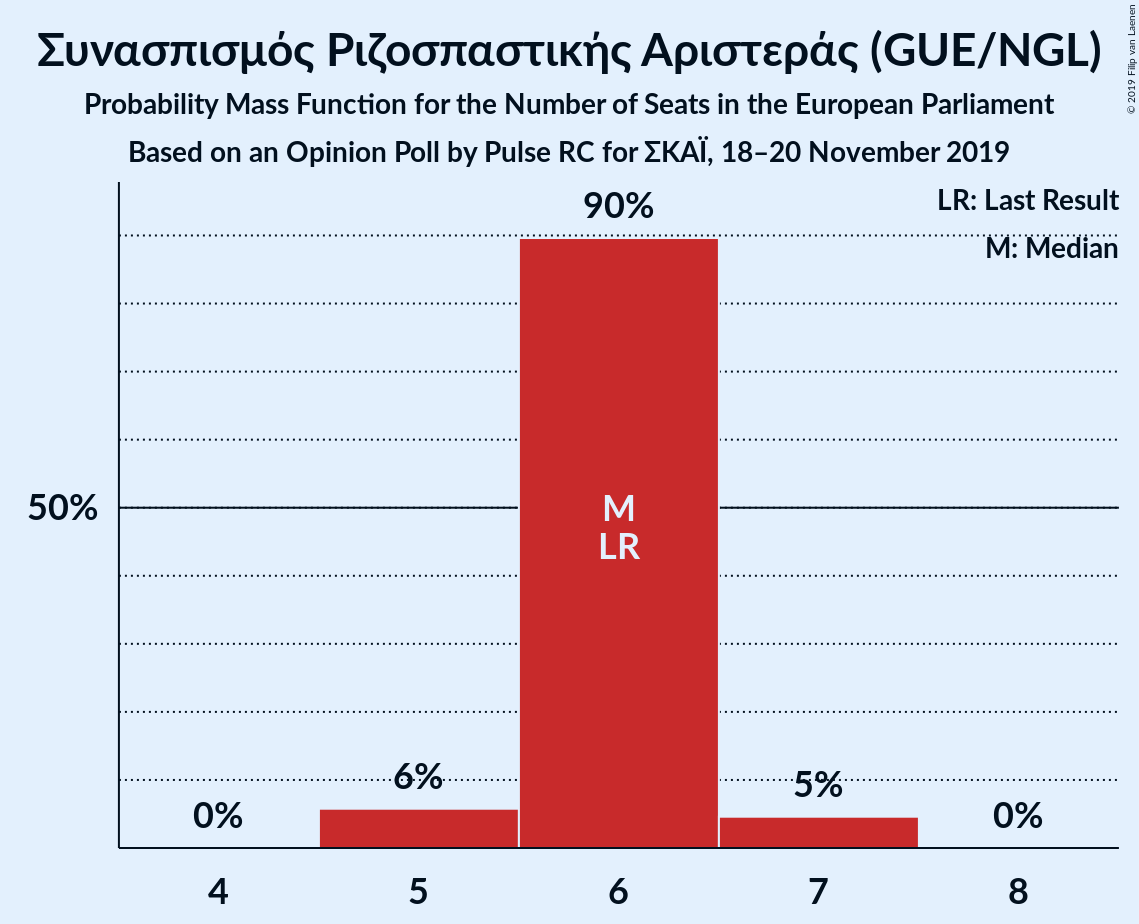 Συνασπισμός Ριζοσπαστικής Αριστεράς (GUE/NGL)
Probability Mass Function for the Number of Seats in the European Parliament
Based on an Opinion Poll by Pulse RC for ΣΚΑΪ, 18–20 November 2019
© 2019 Filip van Laenen
LR: Last Result
M: Median
90%
50%
M
LR
6%
5%
0%
0%
4 5 6 7 8